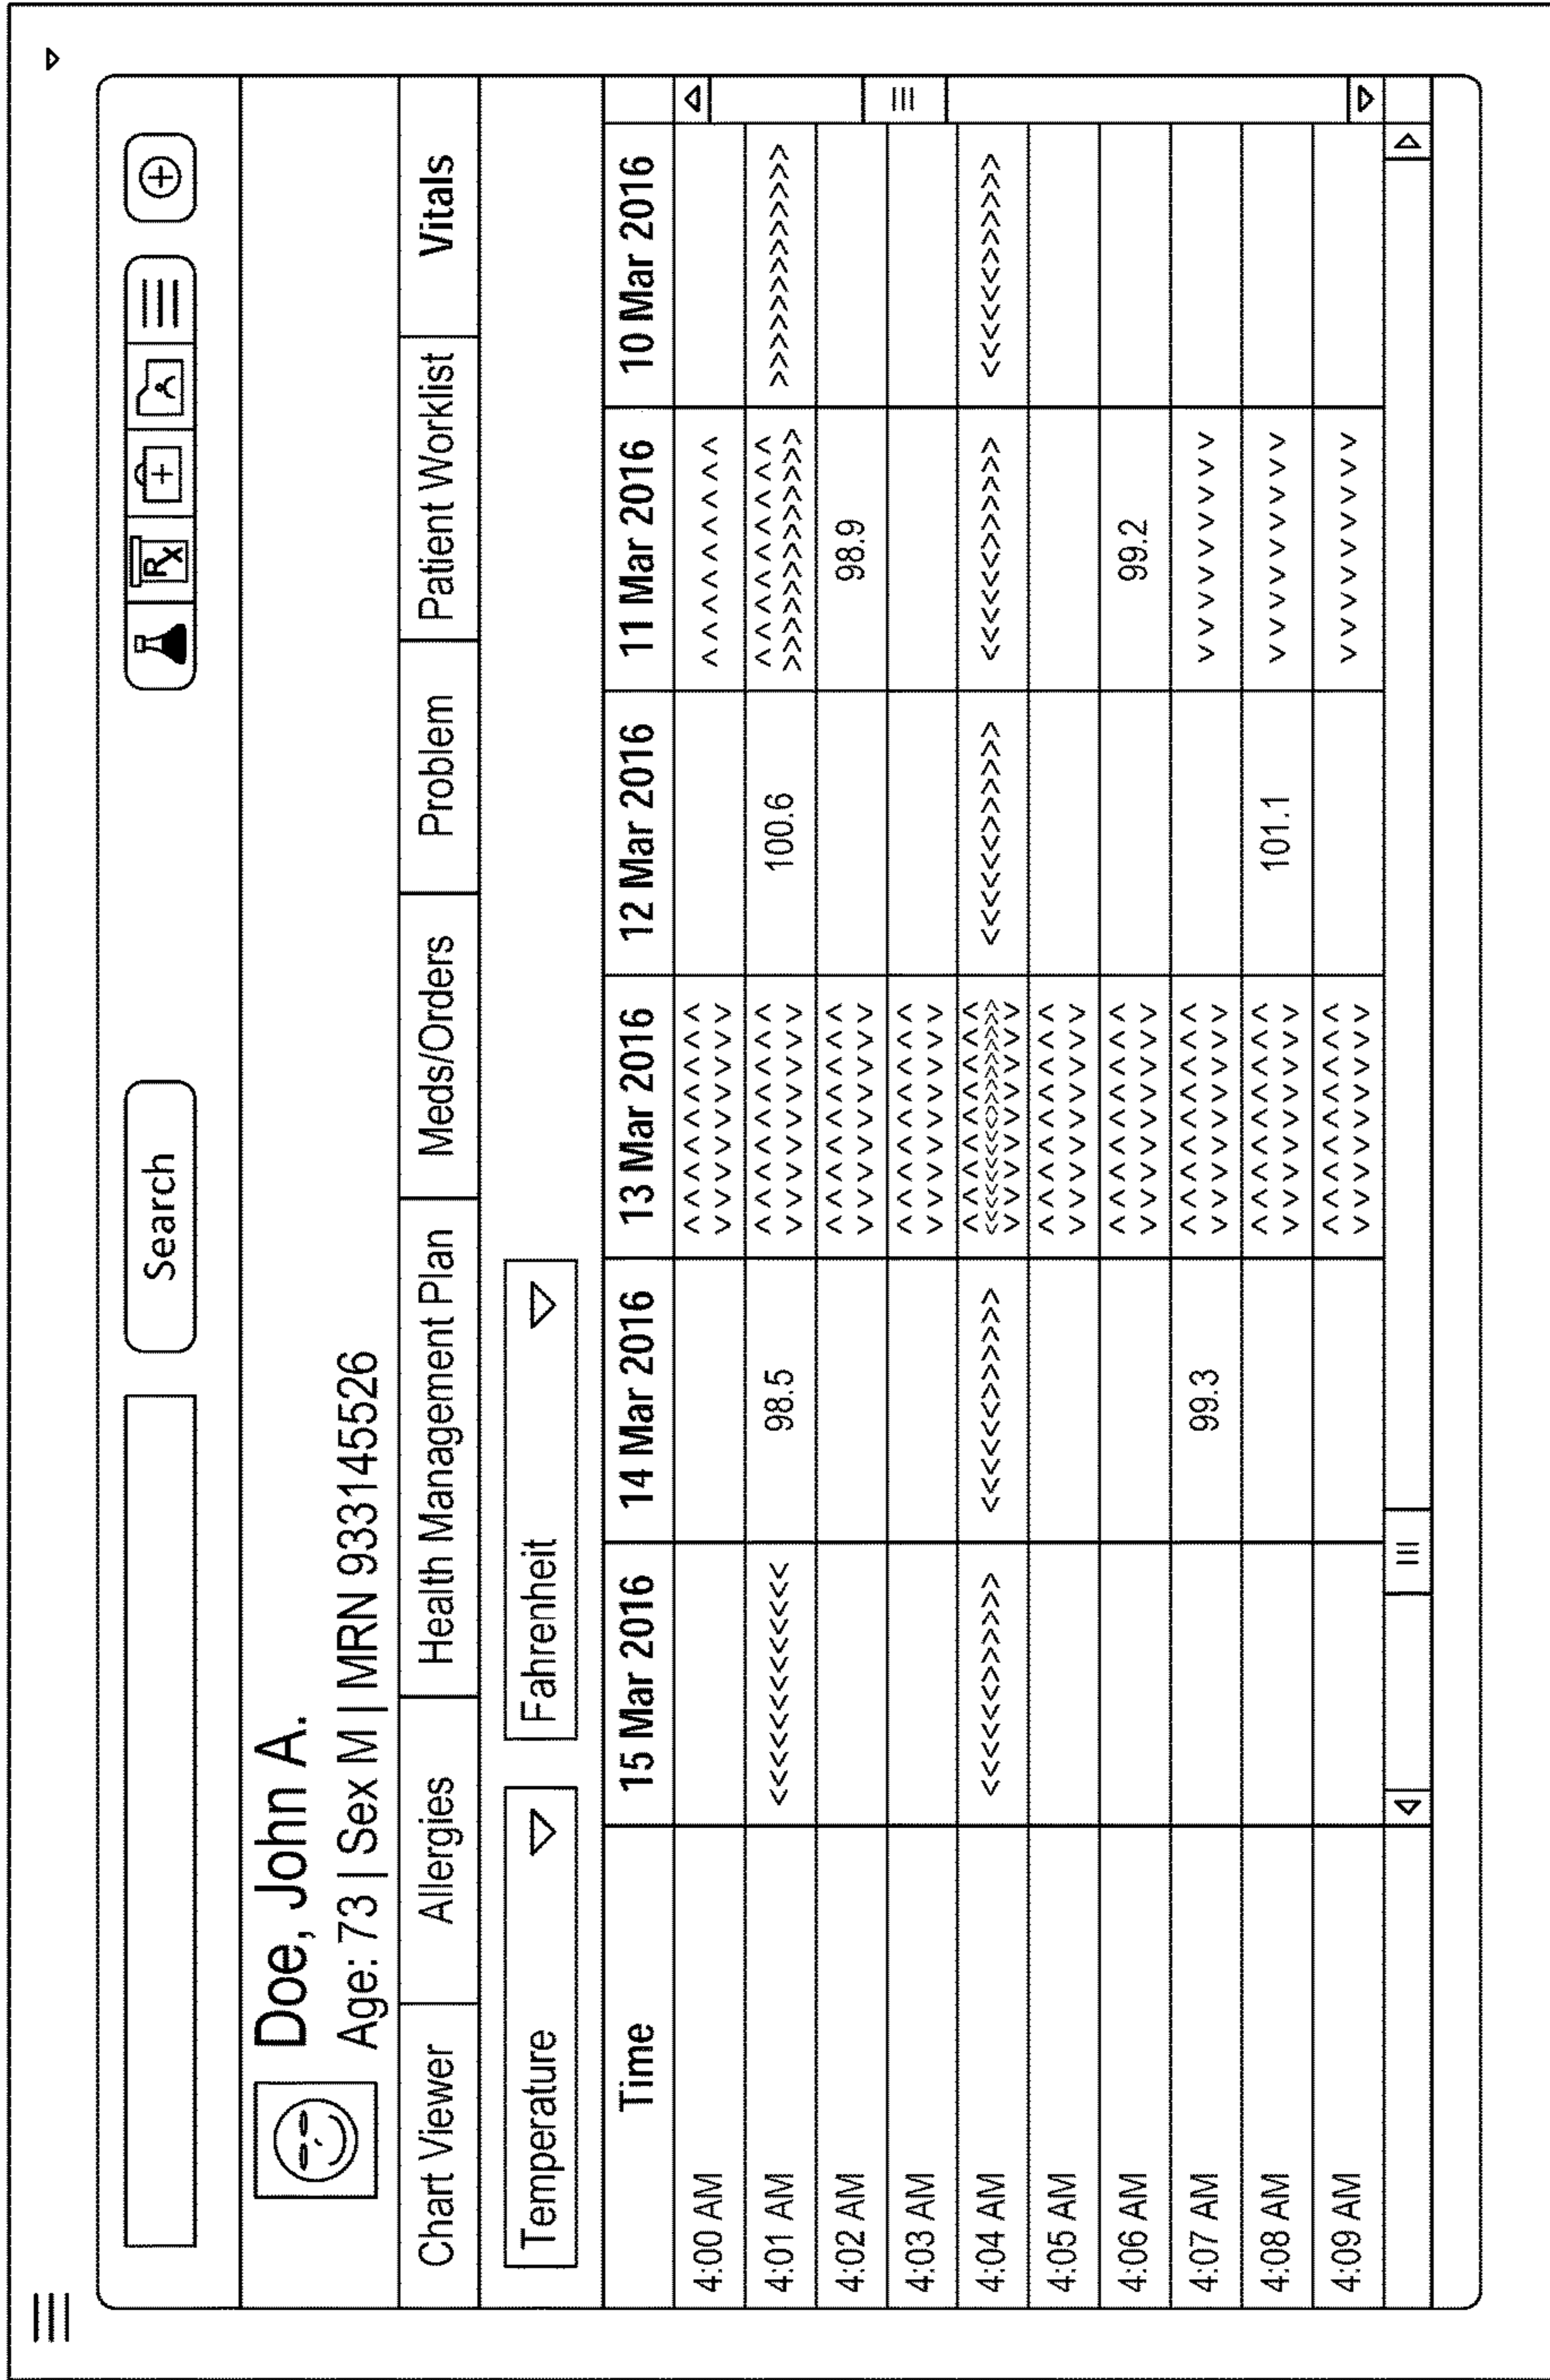 Search Rx
Doe, John A.
Age: 73 | Sex M | MRN 933145526
Chart Viewer Allergies Health Management Plan Meds/Orders Problem Patient Worklist Vitals
Temperature Fahrenheit
Time 15 Mar 2016 14 Mar 2016 13 Mar 2016 12 Mar 2016 11 Mar 2016 10 Mar 2016
4:00 AM
4:01 AM 98.5 100.6
4:02 AM 98.9
4:03 AM
4:04 AM
4:05 AM
4:06 AM 99.2
4:07 AM 99.3
4:08 AM 101.1
4:09 AM